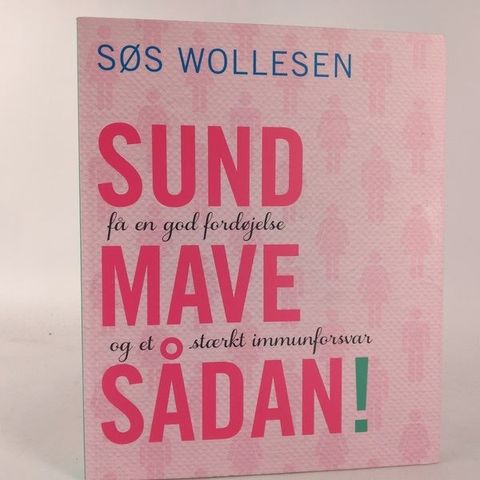 SØS WOLLESEN
SUND
få en god fordøjelse
MAVE
og et stærkt immunforsvar
SÅDAN!